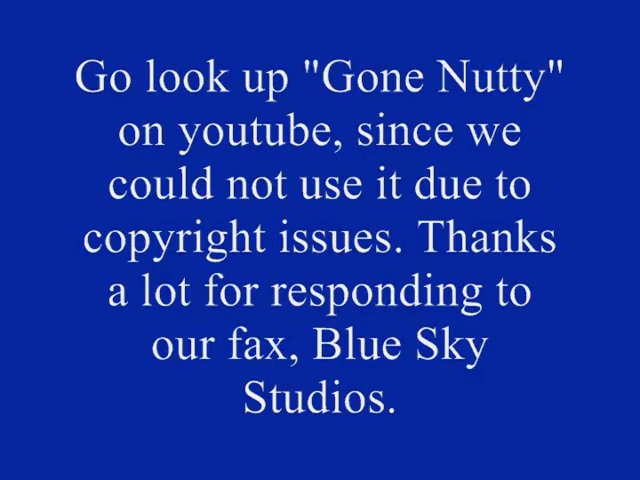 Go look up "Gone Nutty"
on youtube, since we
could not use it due to
copyright issues. Thanks
a lot for responding to
our fax, Blue Sky
Studios.